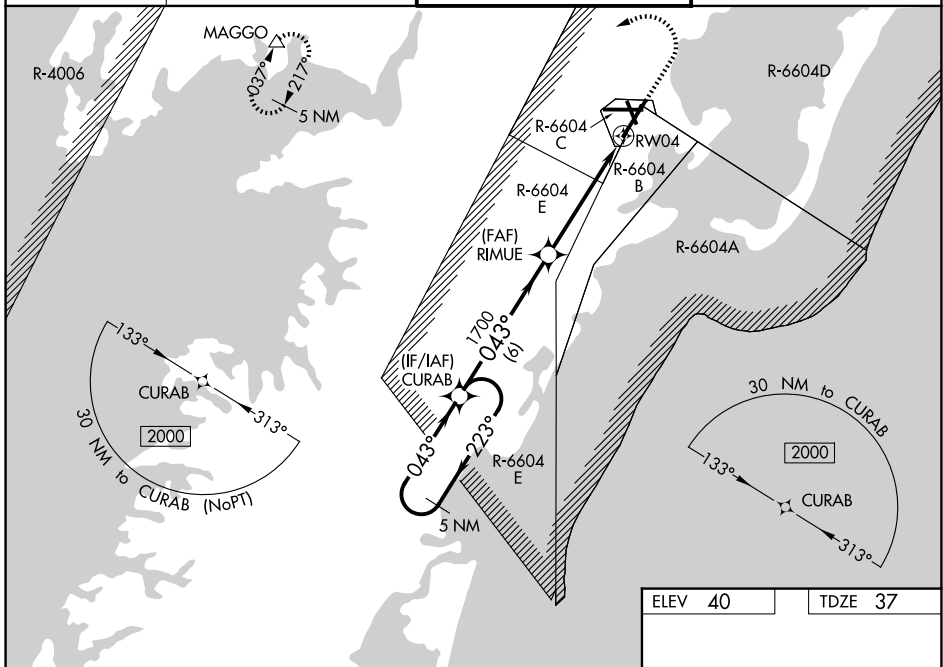 MAGGO
R-4006
037°
217°
5 NM
R-6604D
R-6604
C
RW04
R-6604
B
R-6604
E
(FAF)
RIMUE
R-6604A
1700
043°
(6)
(IF/IAF)
CURAB
133°
CURAB
313°
2000
30 NM to CURAB (NoPT)
043°
223°
R-6604
E
5 NM
30 NM to CURAB
2000
133°
CURAB
313°
ELEV 40
TDZE 37